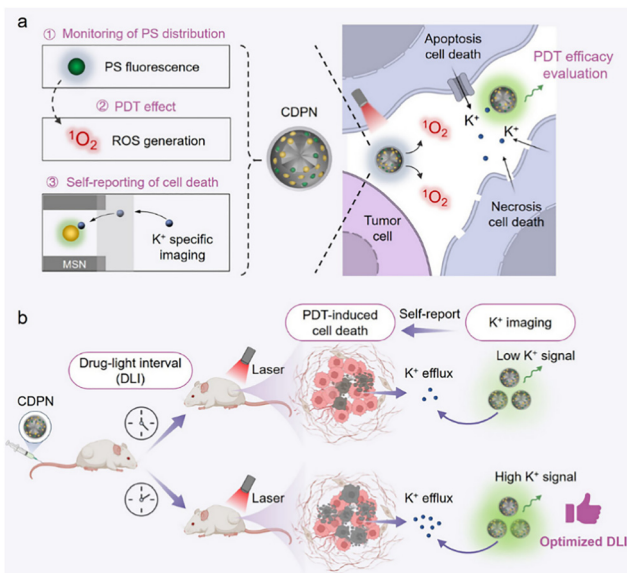 a
① Monitoring of PS distribution
PS fluorescence
② PDT effect
¹O₂
ROS generation
③ Self-reporting of cell death
K⁺ specific
imaging
MSN
CDPN
Apoptosis
cell death
PDT efficacy
evaluation
K⁺
K⁺
¹O₂
¹O₂
Tumor
cell
Necrosis
cell death
b
PDT-induced
cell death
Self-report
K⁺ imaging
Drug-light interval
(DLI)
CDPN
Laser
K⁺ efflux
Low K⁺ signal
Laser
K⁺ efflux
High K⁺ signal
Optimized DLI